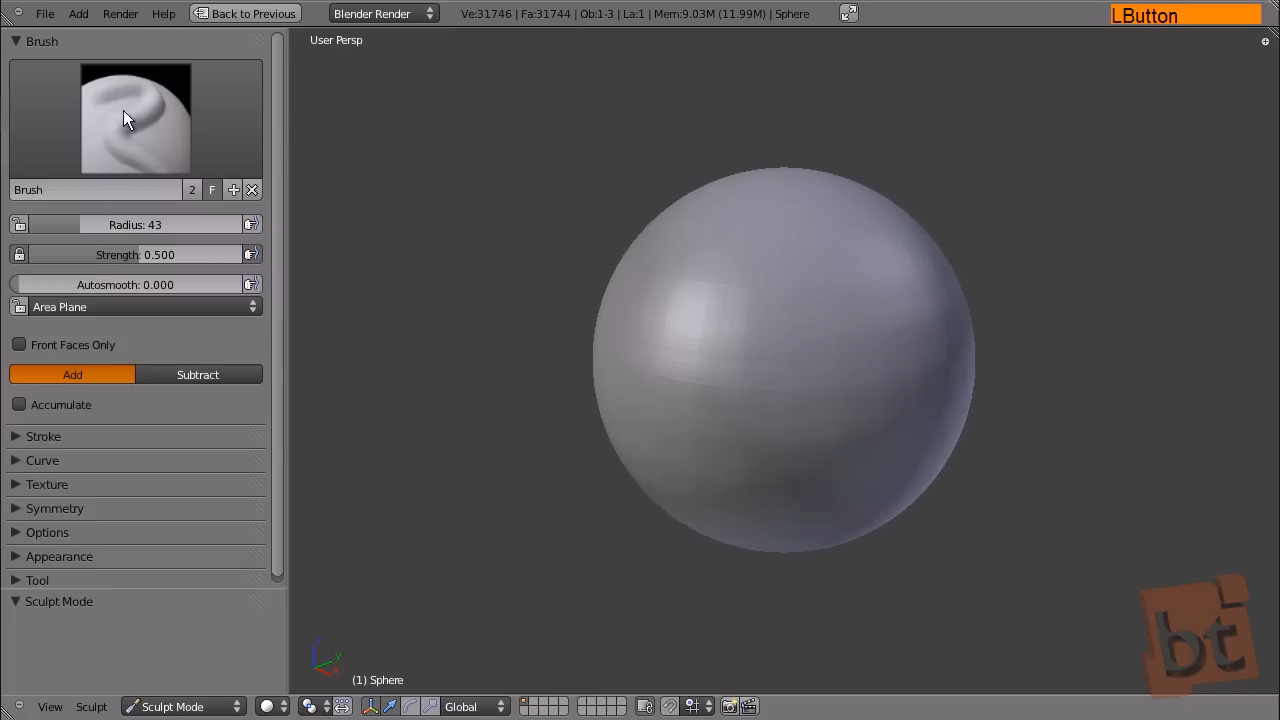 File Add Render Help Back to Previous Blender Render Ve:31746 | Fa:31744 | Ob:1-3 | La:1 | Mem:9.03M (11.99M) | Sphere LButton
Brush
User Persp
Brush 2 F
Radius: 43
Strength: 0.500
Autosmooth: 0.000
Area Plane
Front Faces Only
Add Subtract
Accumulate
Stroke
Curve
Texture
Symmetry
Options
Appearance
Tool
Sculpt Mode
z y x
bt
(1) Sphere
View Sculpt Sculpt Mode Global